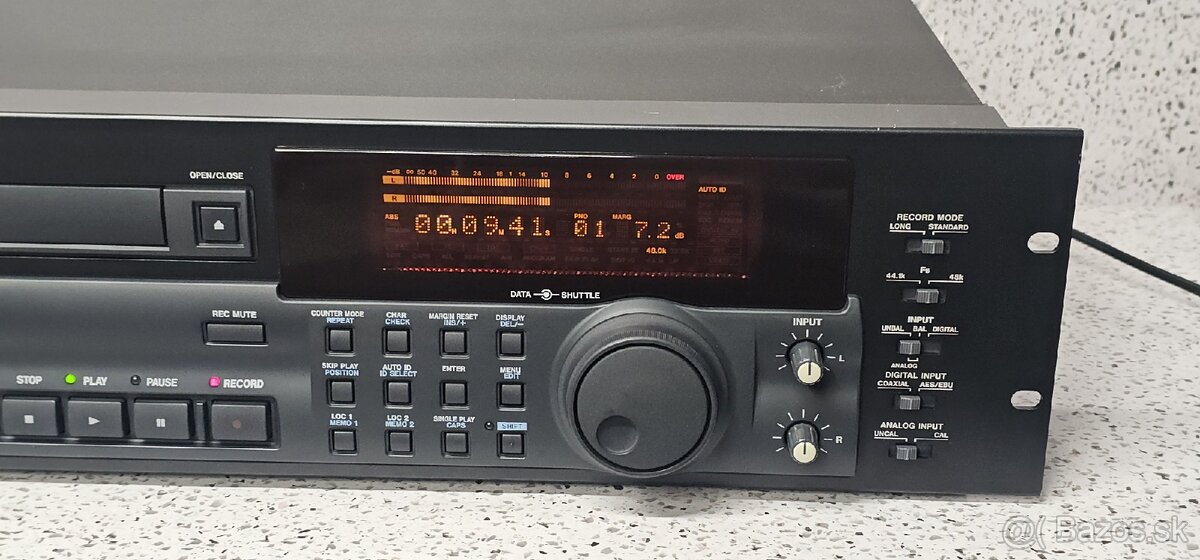 OPEN/CLOSE
-dB ∞ 50 40 32 24 18 1 14 10 8 6 4 2 0 OVER
L
R
AUTO ID
ABS 00.09.41s PNO 01 MARG 7.2 dB
48.0k
DATA SHUTTLE
REC MUTE
COUNTER MODE
REPEAT
CHAR
CHECK
MARGIN RESET
INS/+
DISPLAY
DEL/-
SKIP PLAY
POSITION
AUTO ID
ID SELECT
ENTER
MENU
EDIT
LOC 1
MEMO 1
LOC 2
MEMO 2
SINGLE PLAY
CAPS
SHIFT
STOP PLAY PAUSE RECORD
INPUT
L
R
RECORD MODE
LONG STANDARD
Fs
44.1k 48k
INPUT
UNBAL BAL DIGITAL
ANALOG
DIGITAL INPUT
COAXIAL AES/EBU
ANALOG INPUT
UNCAL CAL
@( Bazos.sk